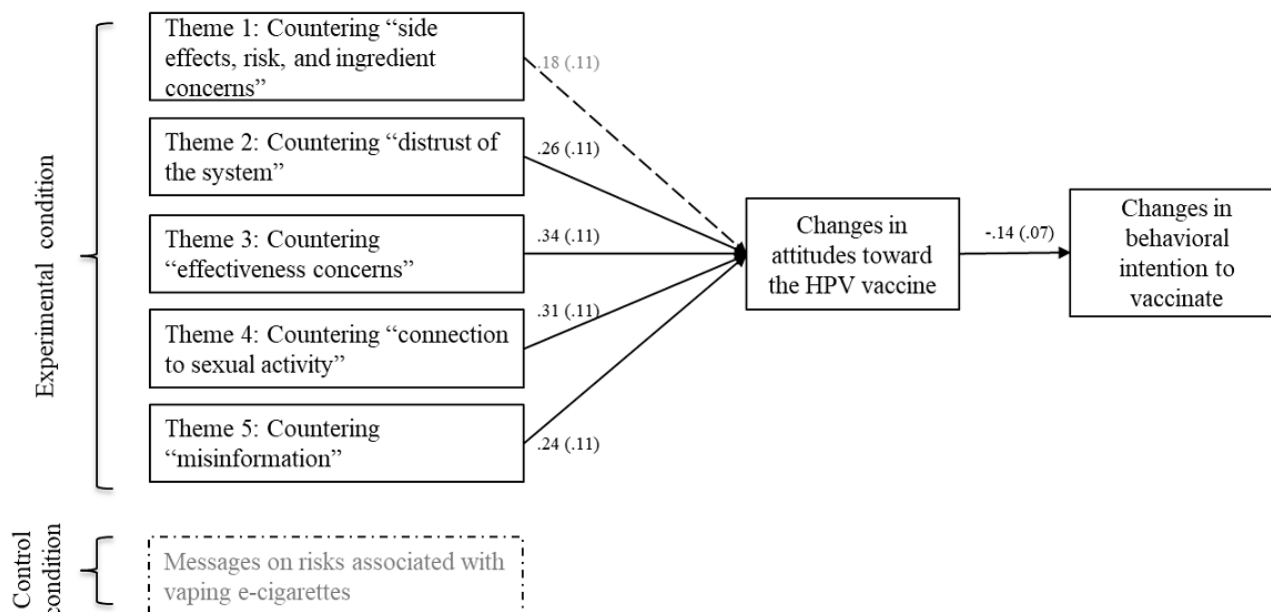 Experimental condition
Theme 1: Countering “side
effects, risk, and ingredient
concerns”
Theme 2: Countering “distrust of
the system”
Theme 3: Countering
“effectiveness concerns”
Theme 4: Countering “connection
to sexual activity”
Theme 5: Countering
“misinformation”
.18 (.11)
.26 (.11)
.34 (.11)
.31 (.11)
.24 (.11)
Changes in
attitudes toward
the HPV vaccine
-.14 (.07)
Changes in
behavioral
intention to
vaccinate
Control
condition
Messages on risks associated with
vaping e-cigarettes